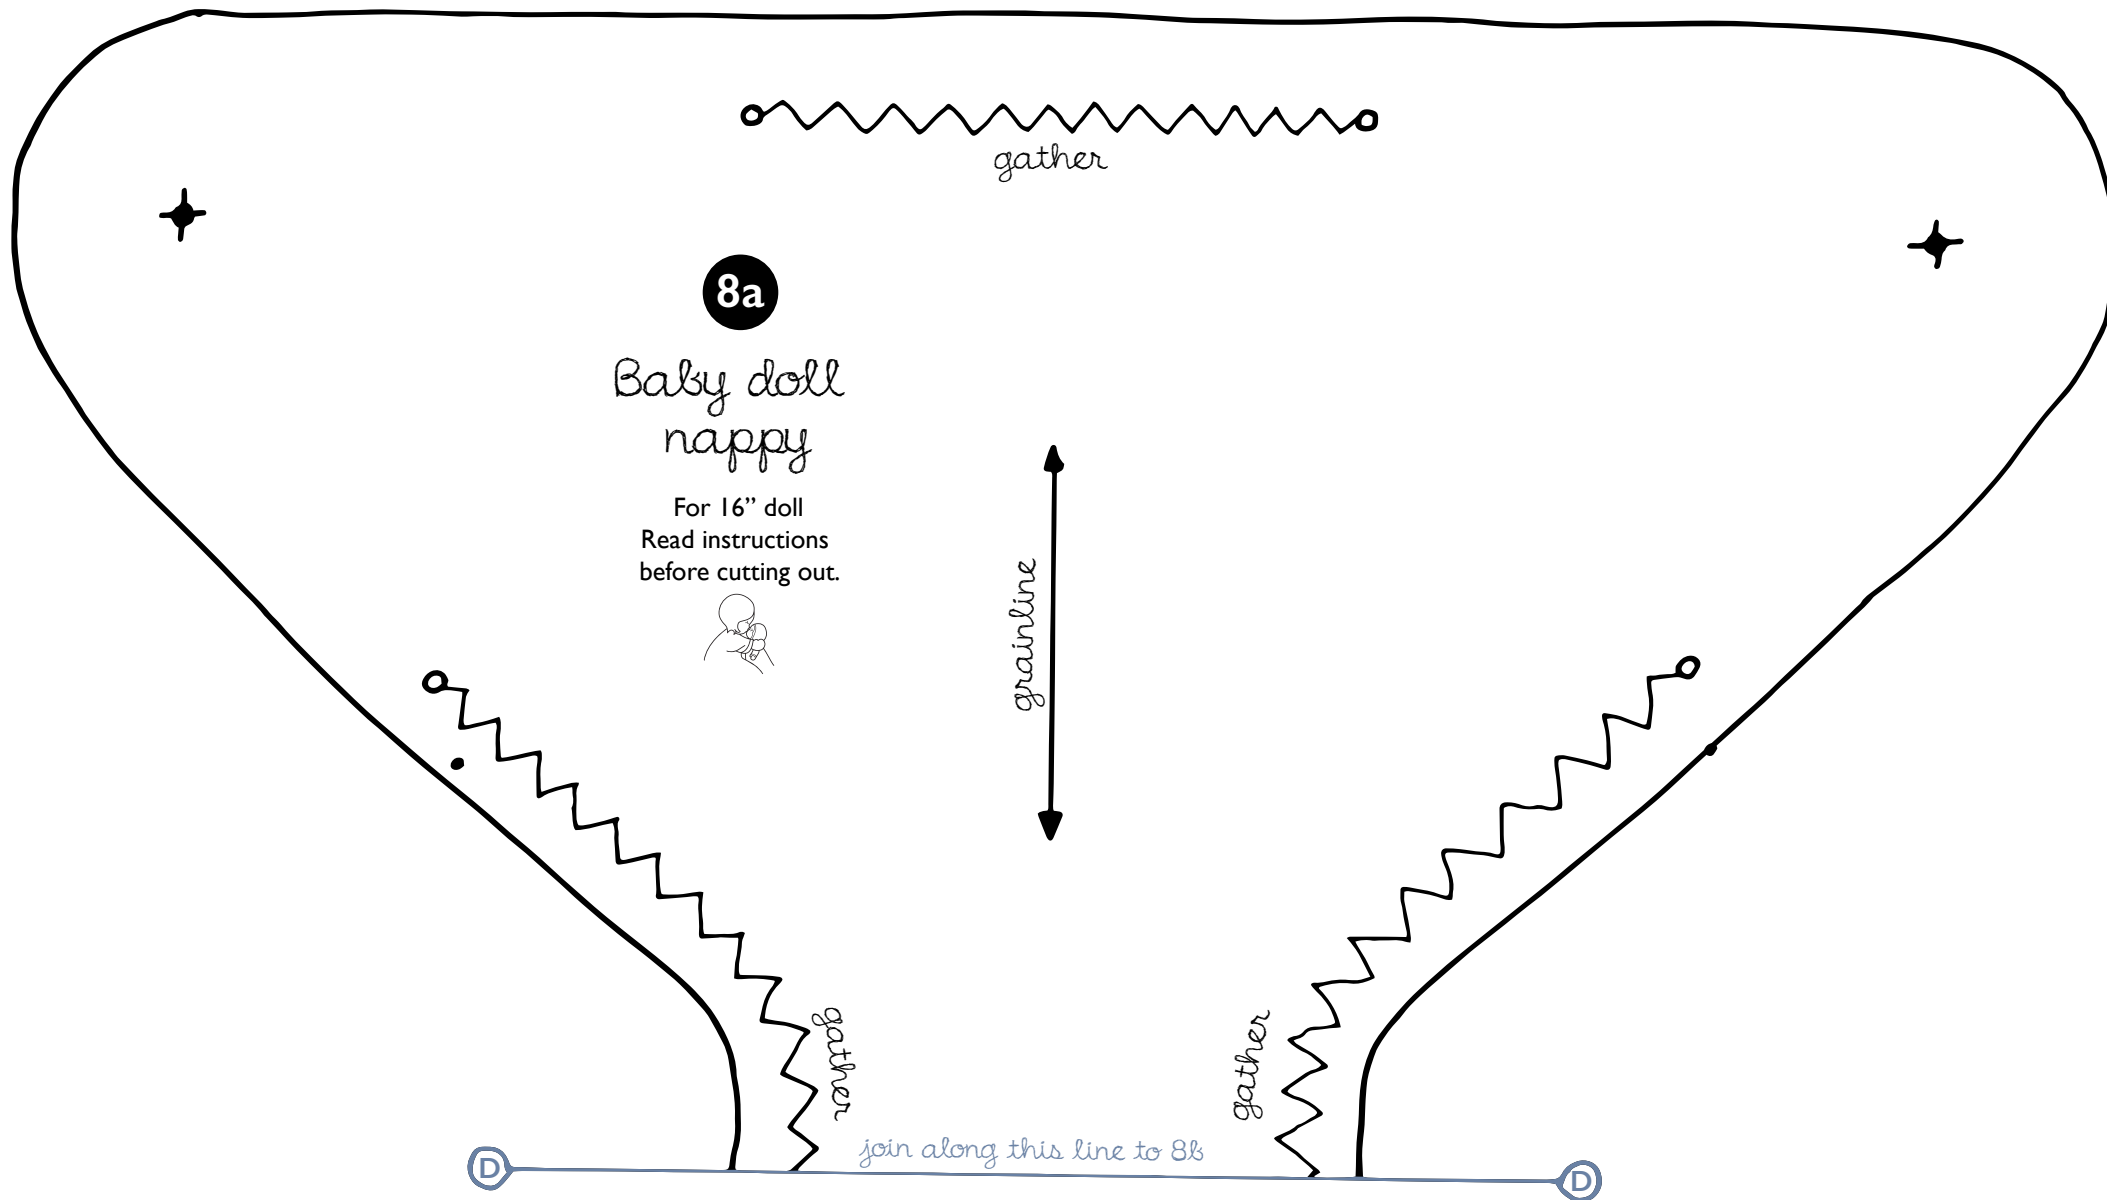 gather
8a
Baby doll
nappy
For 16” doll
Read instructions
before cutting out.
grainline
gather
gather
join along this line to 8b
D
D